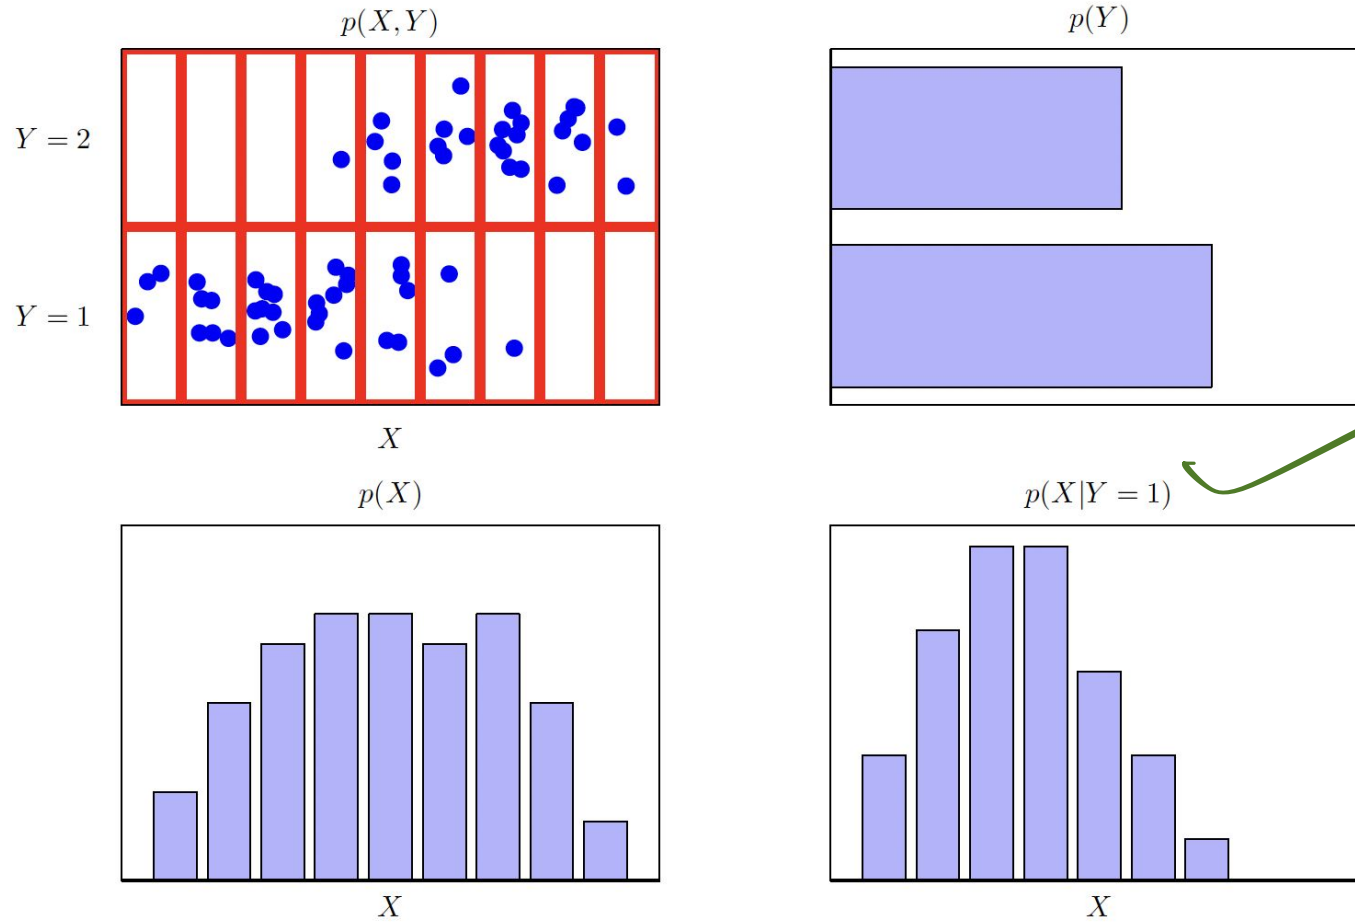 p(X, Y)
p(Y)
Y = 2
Y = 1
X
p(X)
p(X|Y = 1)
X
X